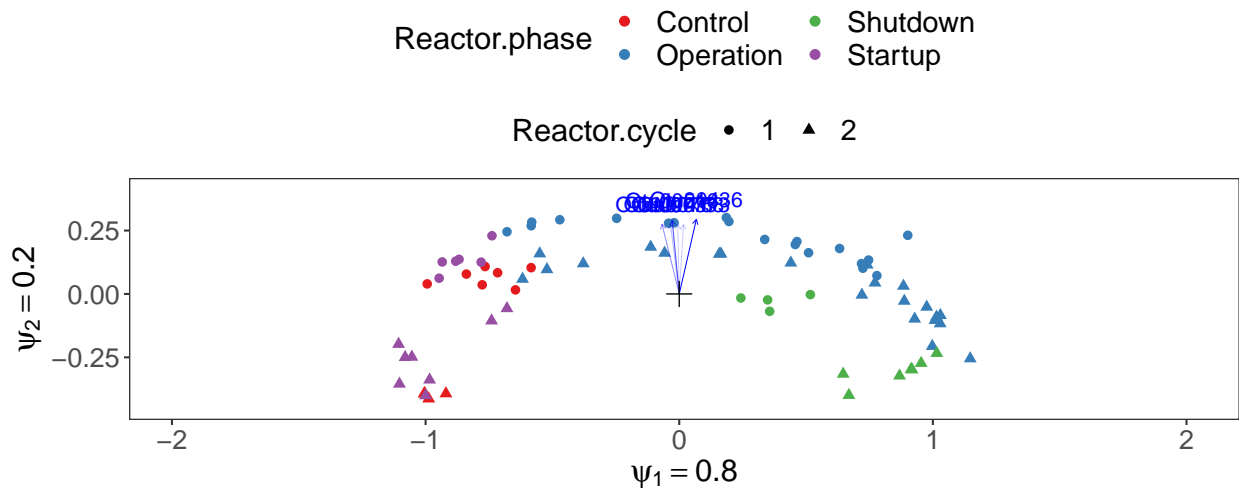 Reactor.phase
Control
Operation
Shutdown
Startup
Reactor.cycle 1 2
0.25
0.00
−0.25
ψ2 = 0.2
−2 −1 0 1 2
ψ1 = 0.8